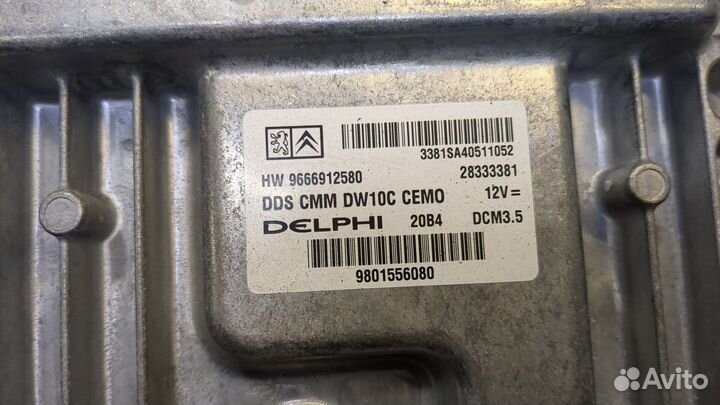 3381SA40511052
HW 9666912580 28333381
DDS CMM DW10C CEMO 12V =
DELPHI 20B4 DCM3.5
9801556080
Avito